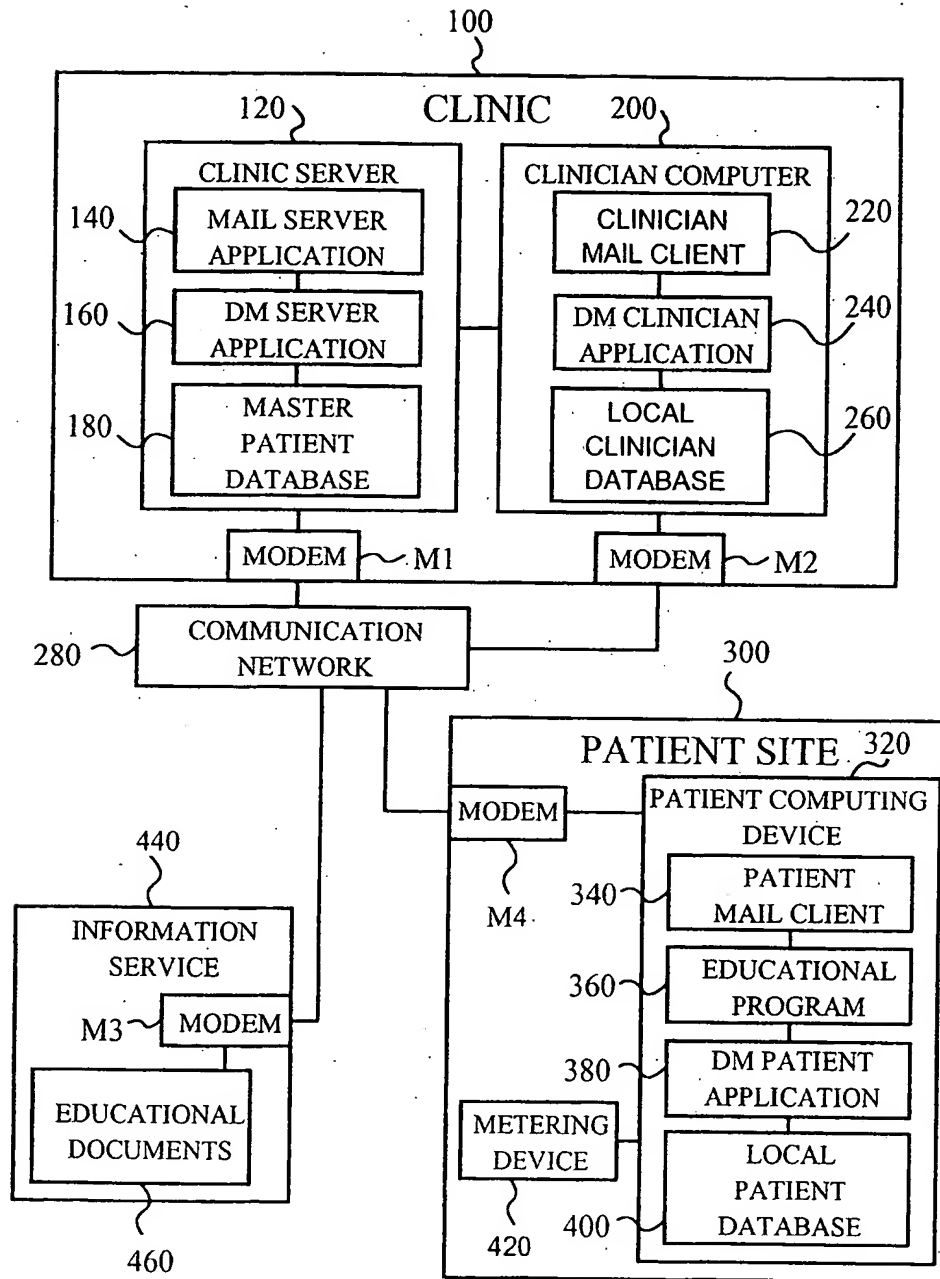 100
CLINIC
120
200
CLINIC SERVER
CLINICIAN COMPUTER
140
MAIL SERVER
APPLICATION
CLINICIAN
MAIL CLIENT
220
160
DM SERVER
APPLICATION
DM CLINICIAN
APPLICATION
240
180
MASTER
PATIENT
DATABASE
LOCAL
CLINICIAN
DATABASE
260
MODEM
M1
MODEM
M2
280
COMMUNICATION
NETWORK
300
PATIENT SITE
320
MODEM
M4
PATIENT COMPUTING
DEVICE
340
PATIENT
MAIL CLIENT
360
EDUCATIONAL
PROGRAM
380
DM PATIENT
APPLICATION
METERING
DEVICE
420
400
LOCAL
PATIENT
DATABASE
440
INFORMATION
SERVICE
M3
MODEM
EDUCATIONAL
DOCUMENTS
460